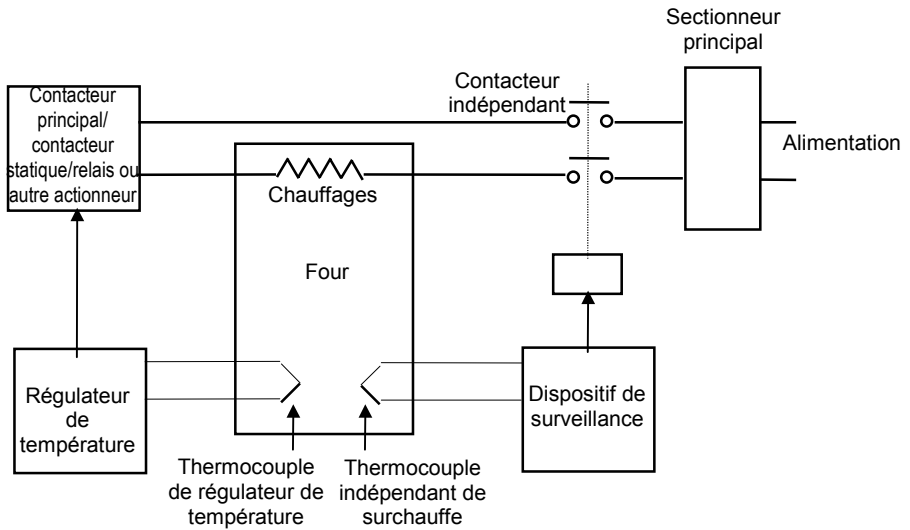 Sectionneur
principal
Contacteur
indépendant
Contacteur
principal/
contacteur
statique/relais ou
autre actionneur
Alimentation
Chauffages
Four
Régulateur
de
température
Dispositif de
surveillance
Thermocouple
de régulateur de
température
Thermocouple
indépendant de
surchauffe